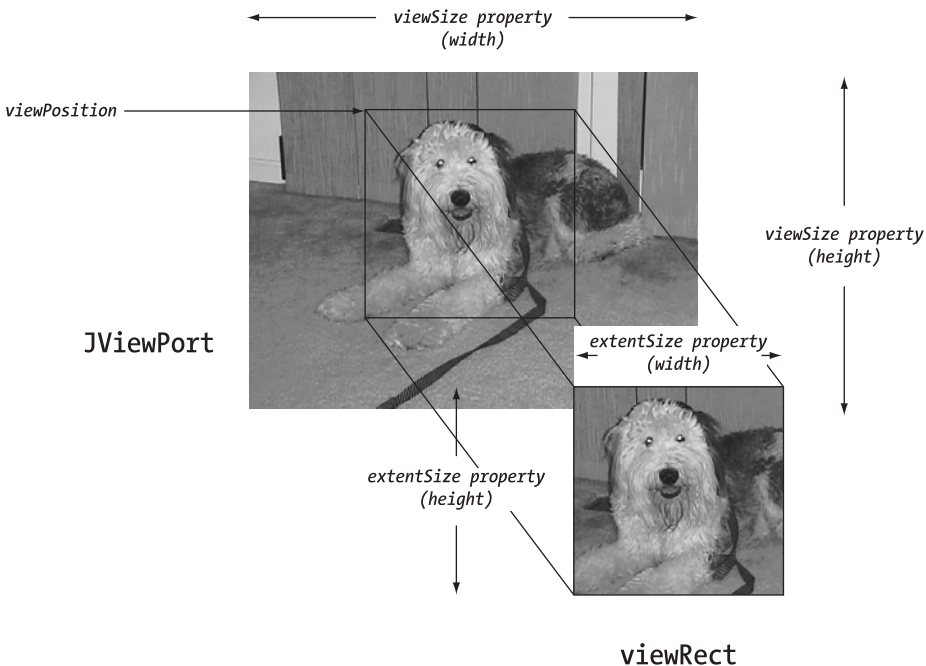 viewSize property
(width)
viewPosition
viewSize property
(height)
JViewPort
extentSize property
(width)
extentSize property
(height)
viewRect